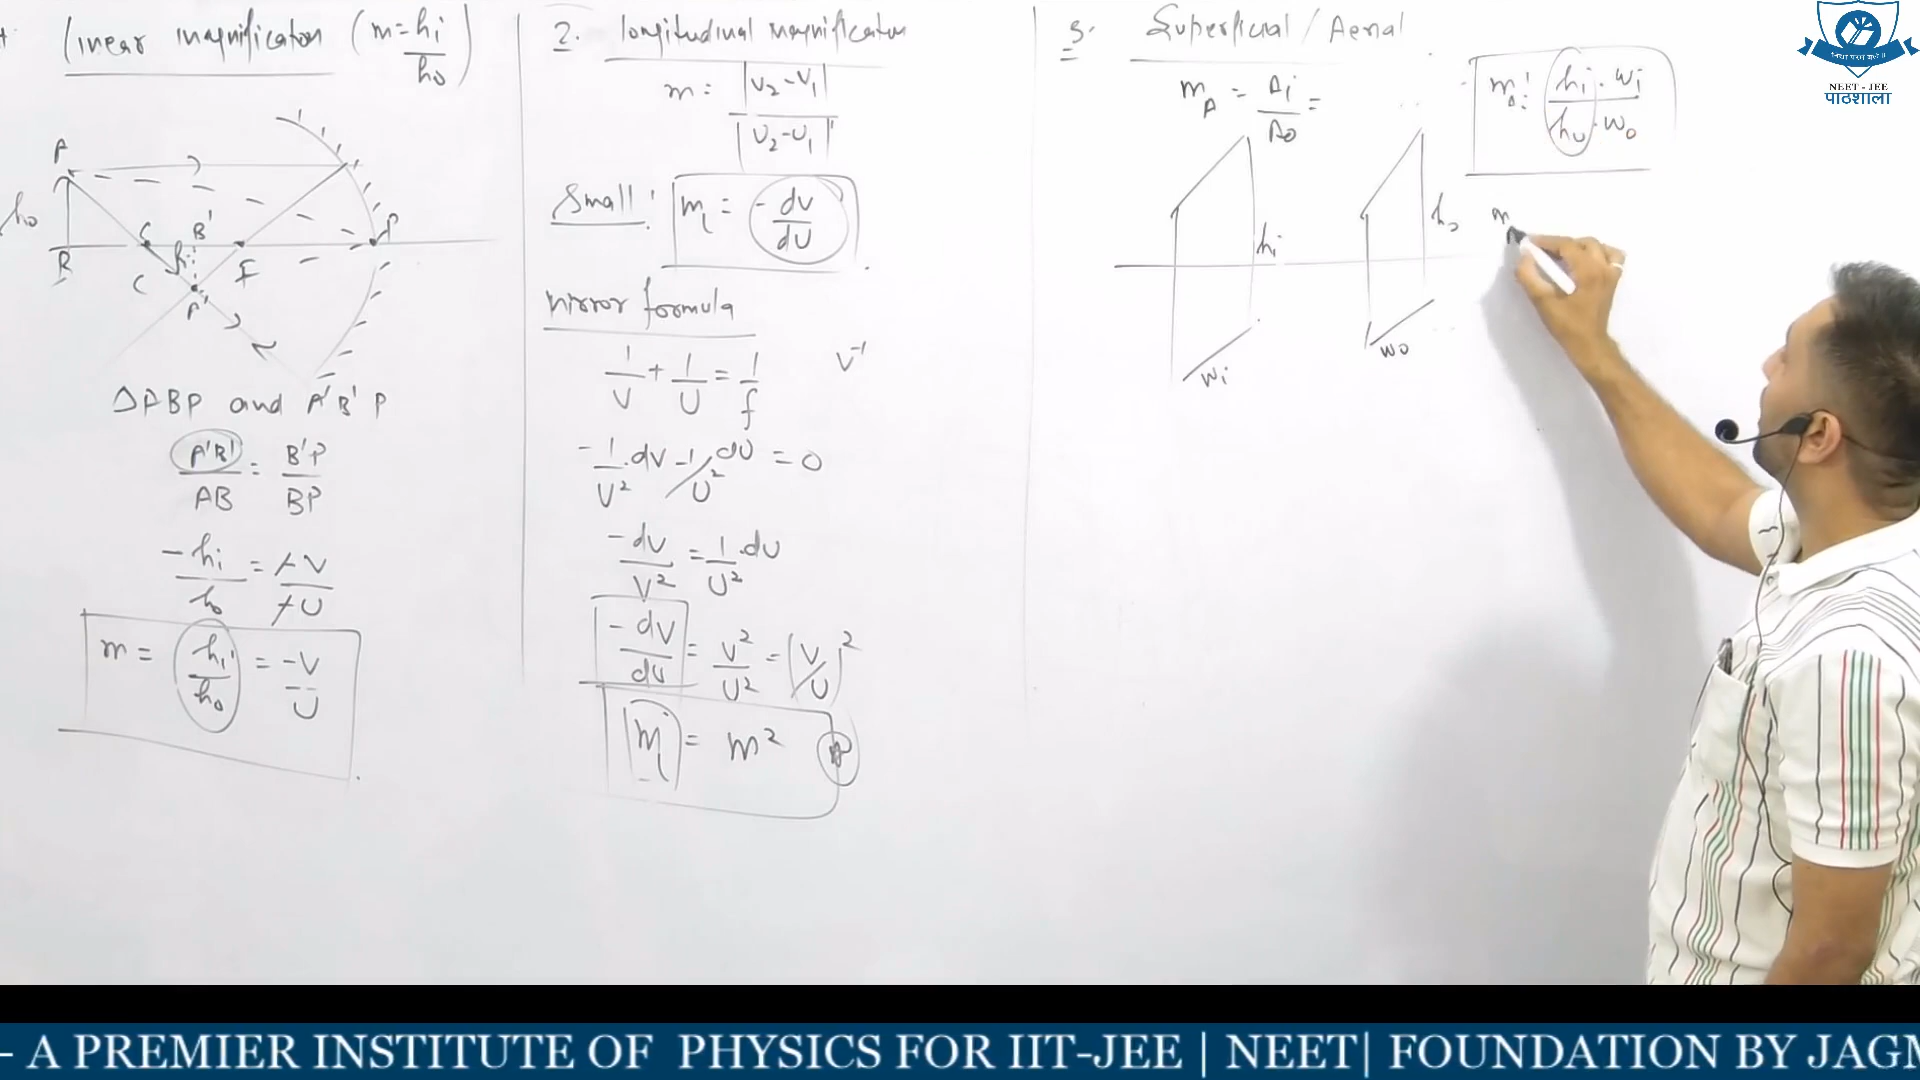 Linear magnification (m = hi/ho)
A
ho
B
C
C
B'
hi
F
A'
P
ΔABP and A'B'P
A'B'/AB = B'P/BP
-hi/ho = -V/-U
m = hi/ho = -V/U
2. longitudinal magnification
m = |V2-V1|/|U2-U1|
Small: mL = -dV/dU
mirror formula
1/V + 1/U = 1/f
V⁻¹
-1/V² . dV -1/U² dU = 0
-dV/V² = 1/U² . dU
-dV/dU = V²/U² = (V/U)²
mL = m²
3. Superficial / Aerial
mA = Ai/Ao =
mA = hi . wi/ho . wo
hi
wi
ho
wo
m
NEET - JEE
पाठशाला
- A PREMIER INSTITUTE OF PHYSICS FOR IIT-JEE | NEET| FOUNDATION BY JAGM